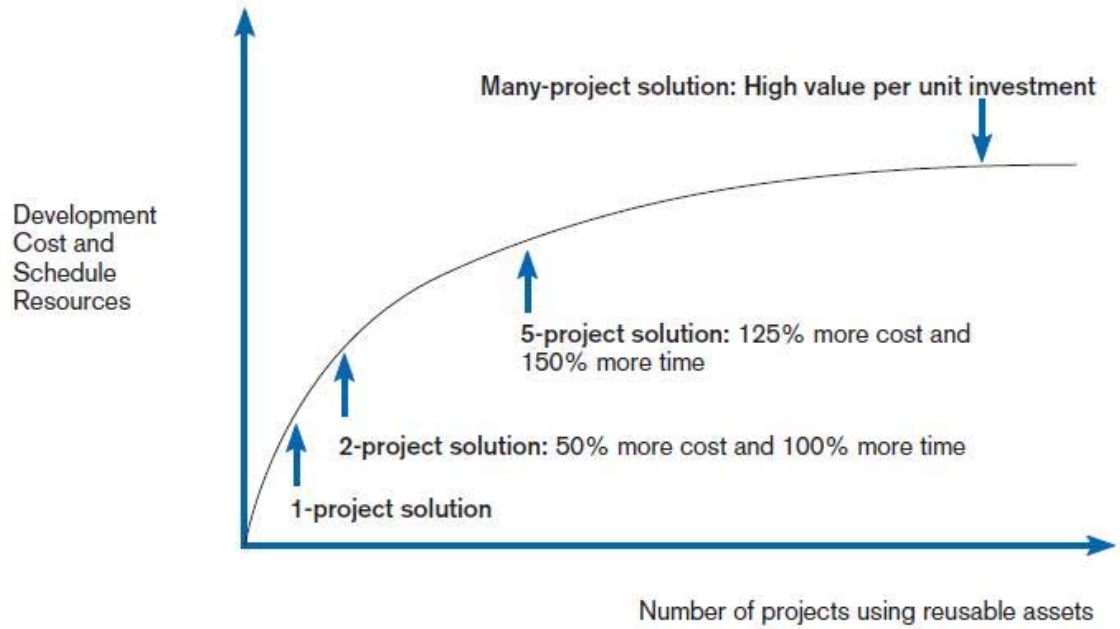 Many-project solution: High value per unit investment
Development
Cost and
Schedule
Resources
5-project solution: 125% more cost and
150% more time
2-project solution: 50% more cost and 100% more time
1-project solution
Number of projects using reusable assets